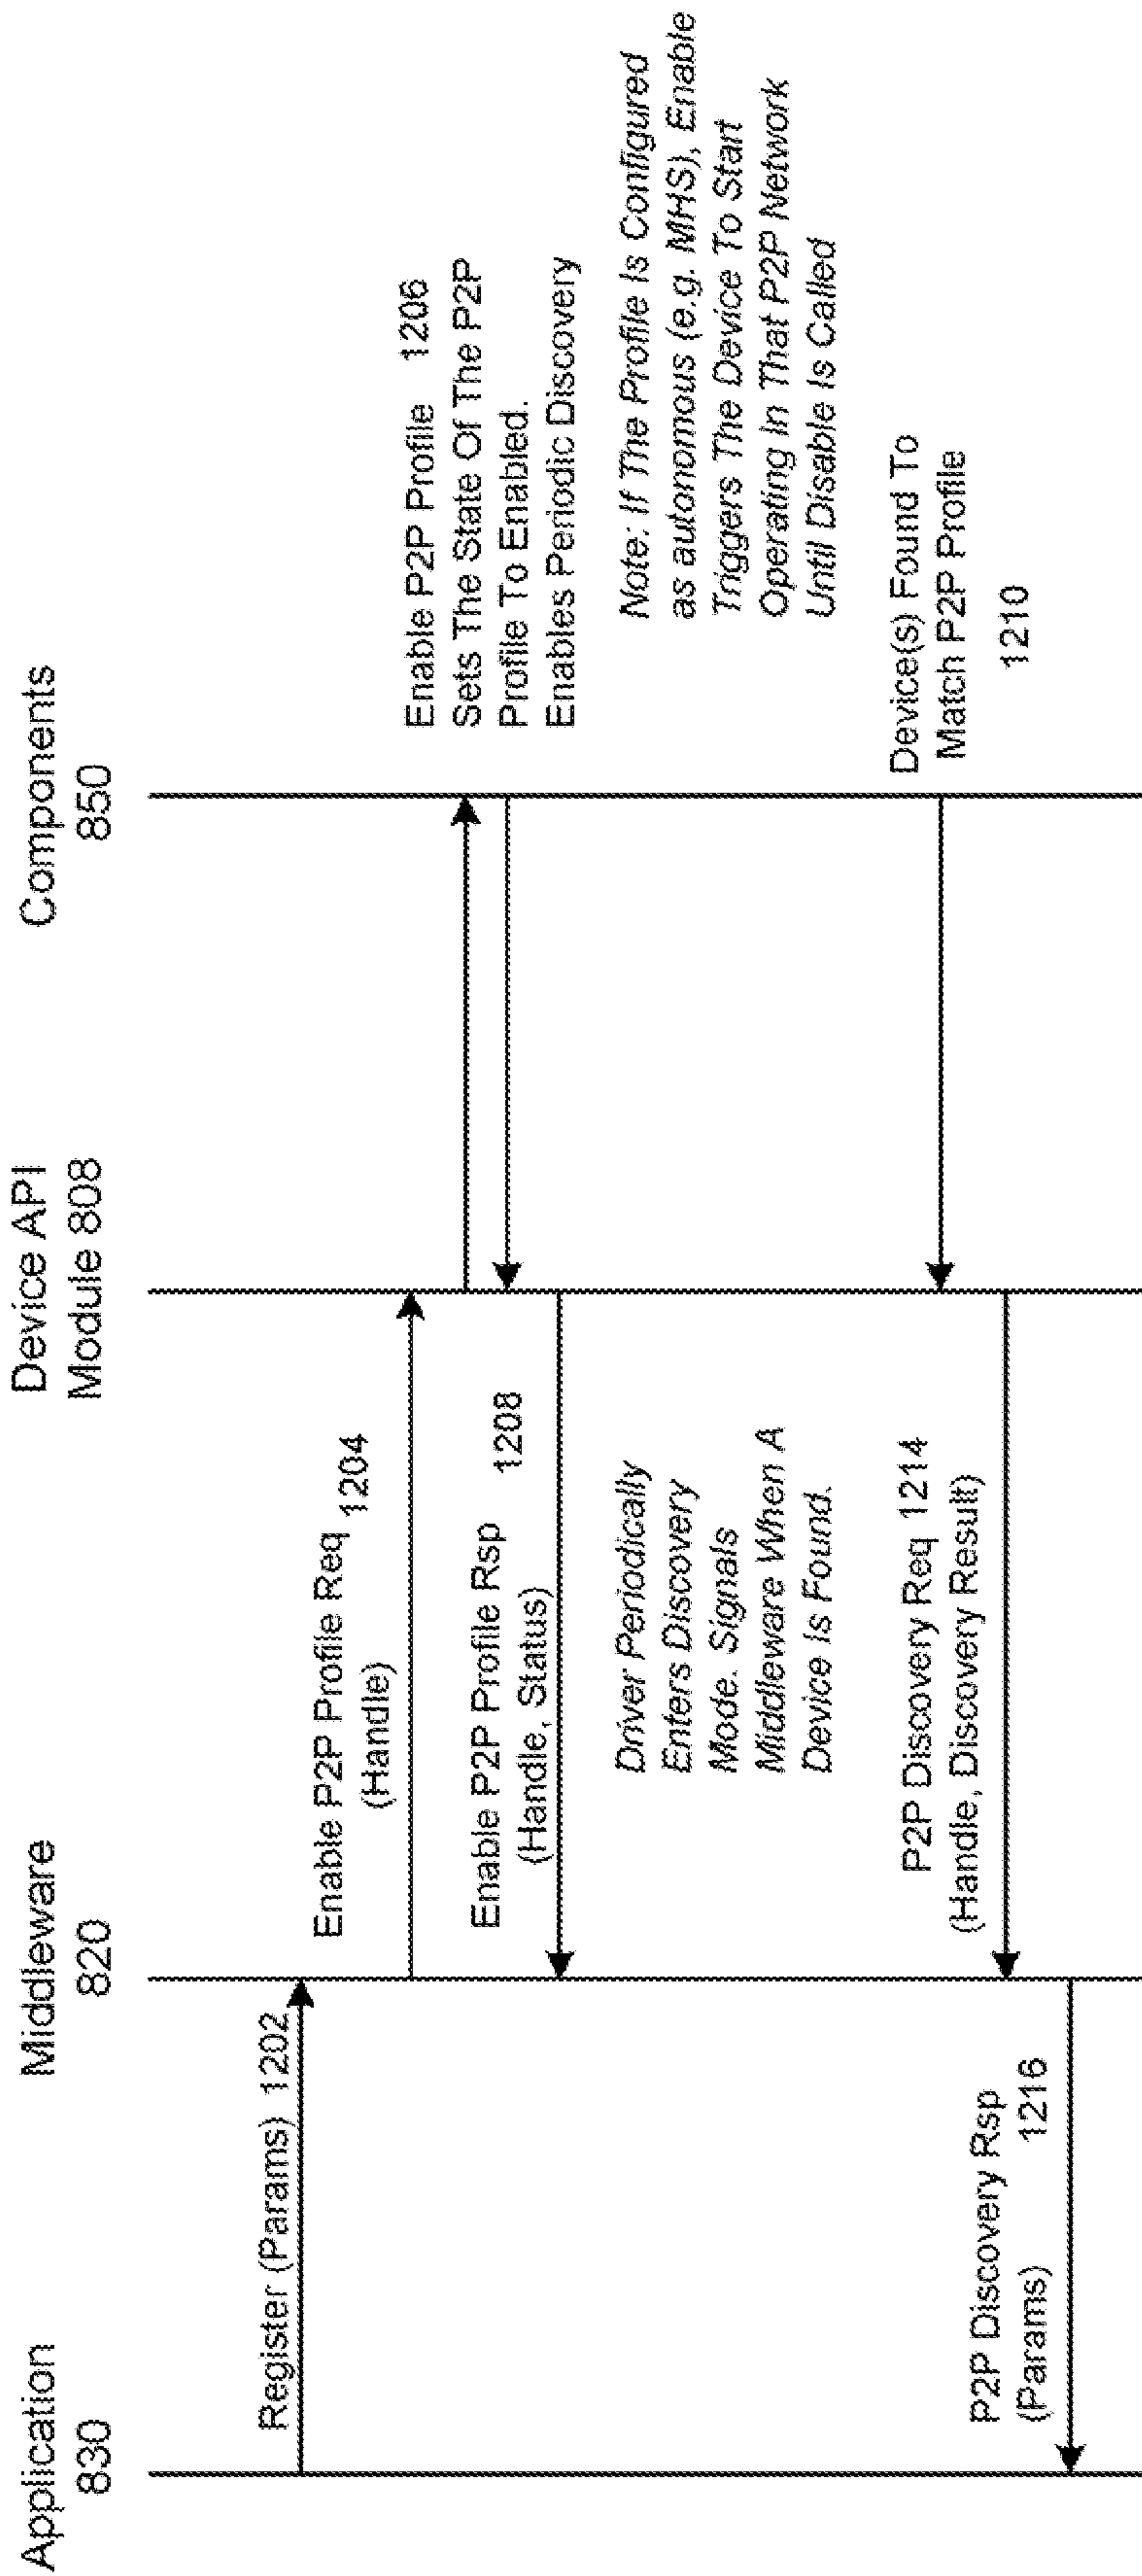 Application
830
Middleware
820
Device API
Module 808
Components
850
Register (Params) 1202
Enable P2P Profile Req
1204
(Handle)
Enable P2P Profile 1206
Sets The State Of The P2P
Profile To Enabled.
Enables Periodic Discovery
Enable P2P Profile Rsp
1208
(Handle, Status)
Note: If The Profile Is Configured
as autonomous (e.g. MHS), Enable
Triggers The Device To Start
Operating In That P2P Network
Until Disable Is Called
Driver Periodically
Enters Discovery
Mode. Signals
Middleware When A
Device Is Found.
Device(s) Found To
Match P2P Profile
1210
P2P Discovery Req 1214
(Handle, Discovery Result)
P2P Discovery Rsp
(Params) 1216